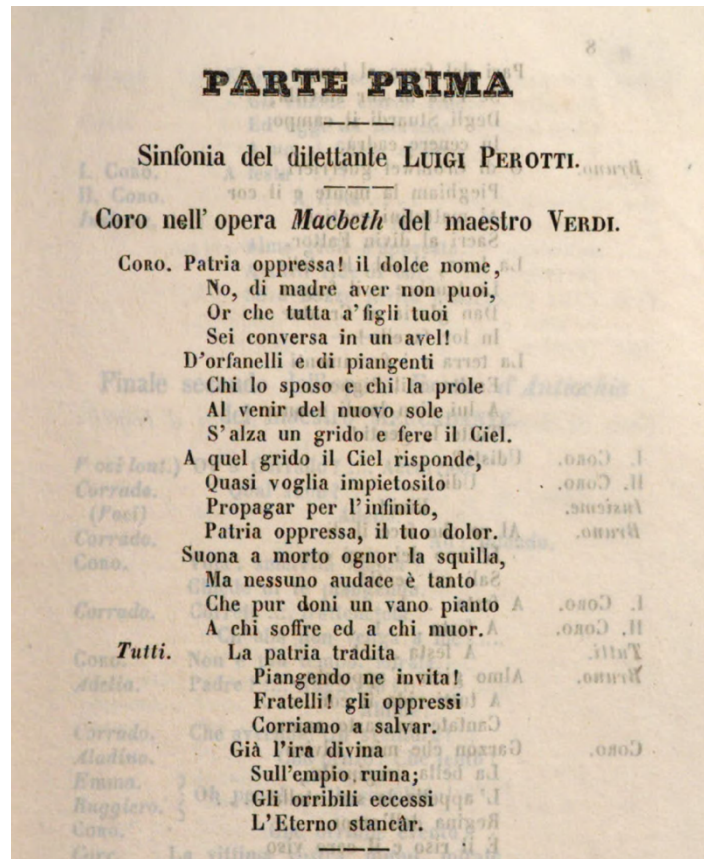 PARTE PRIMA
Sinfonia del dilettante LUIGI PEROTTI.
Coro nell' opera Macbeth del maestro VERDI.
CORO. Patria oppressa! il dolce nome,
No, di madre aver non puoi,
Or che tutta a' figli tuoi
Sei conversa in un avel!
D'orfanelli e di piangenti
Chi lo sposo e chi la prole
Al venir del nuovo sole
S'alza un grido e fere il Ciel.
A quel grido il Ciel risponde,
Quasi voglia impietosito
Propagar per l'infinito,
Patria oppressa, il tuo dolor.
Suona a morto ognor la squilla,
Ma nessuno audace è tanto
Che pur doni un vano pianto
A chi soffre ed a chi muor.
Tutti. La patria tradita
Piangendo ne invita!
Fratelli! gli oppressi
Corriamo a salvar.
Già l'ira divina
Sull'empio ruina;
Gli orribili eccessi
L'Eterno stancâr.